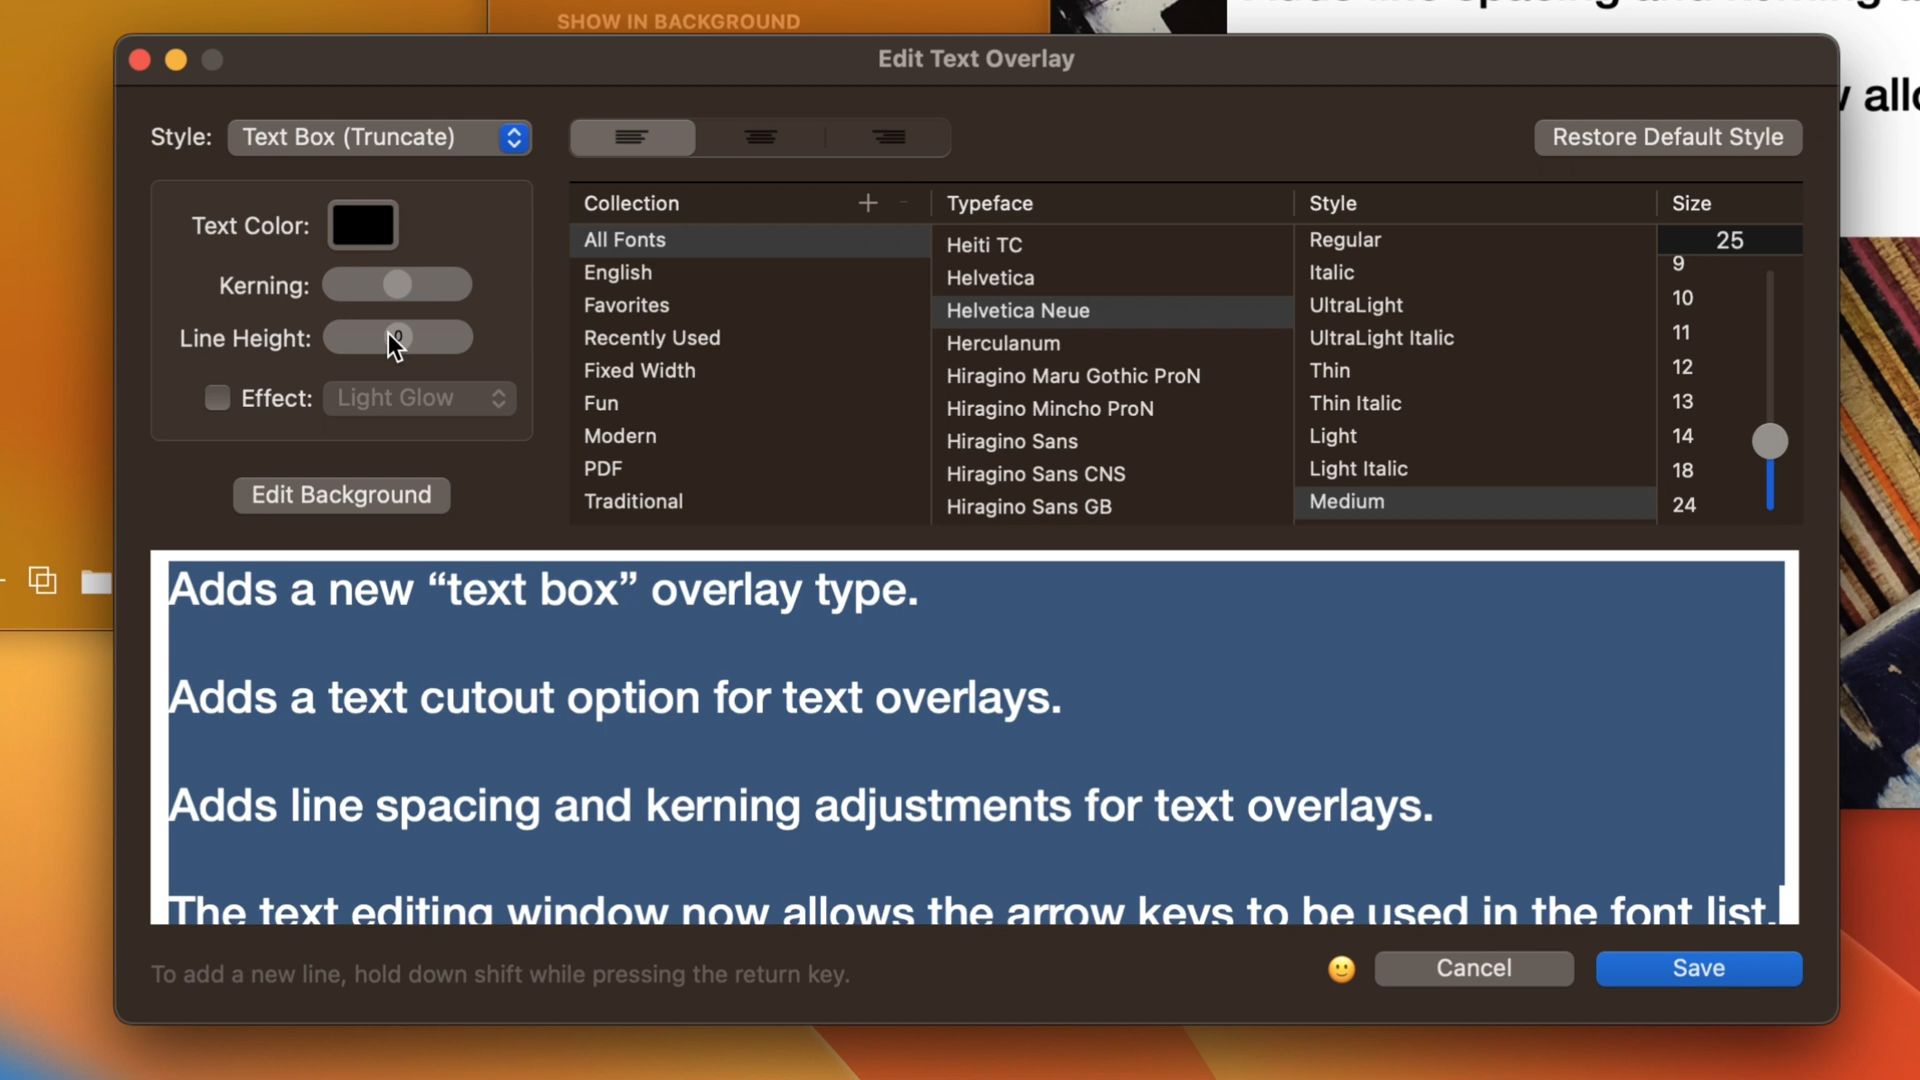 SHOW IN BACKGROUND
Edit Text Overlay
Style: Text Box (Truncate)
Restore Default Style
Text Color:
Kerning:
Line Height: 0
Effect: Light Glow
Edit Background
Collection + -
All Fonts
English
Favorites
Recently Used
Fixed Width
Fun
Modern
PDF
Traditional
Typeface
Heiti TC
Helvetica
Helvetica Neue
Herculanum
Hiragino Maru Gothic ProN
Hiragino Mincho ProN
Hiragino Sans
Hiragino Sans CNS
Hiragino Sans GB
Style
Regular
Italic
UltraLight
UltraLight Italic
Thin
Thin Italic
Light
Light Italic
Medium
Size
25
9
10
11
12
13
14
18
24
Adds a new “text box” overlay type.
Adds a text cutout option for text overlays.
Adds line spacing and kerning adjustments for text overlays.
The text editing window now allows the arrow keys to be used in the font list.
To add a new line, hold down shift while pressing the return key.
Cancel
Save